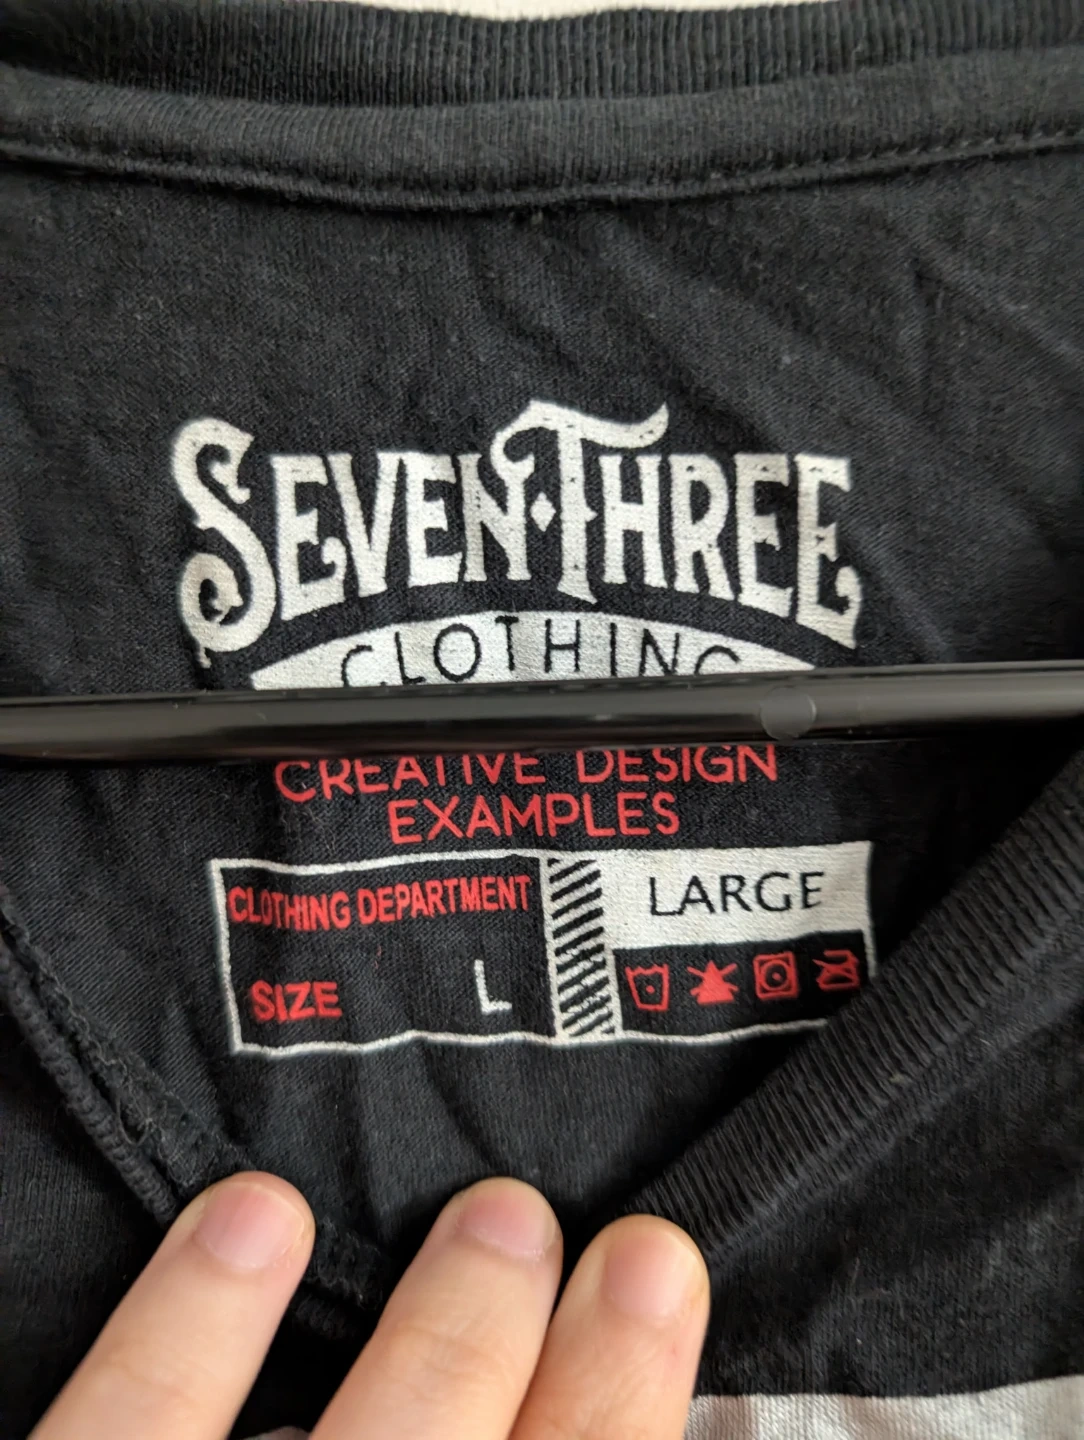 SEVEN·THREE
CLOTHING
CREATIVE DESIGN
EXAMPLES
CLOTHING DEPARTMENT
LARGE
SIZE L